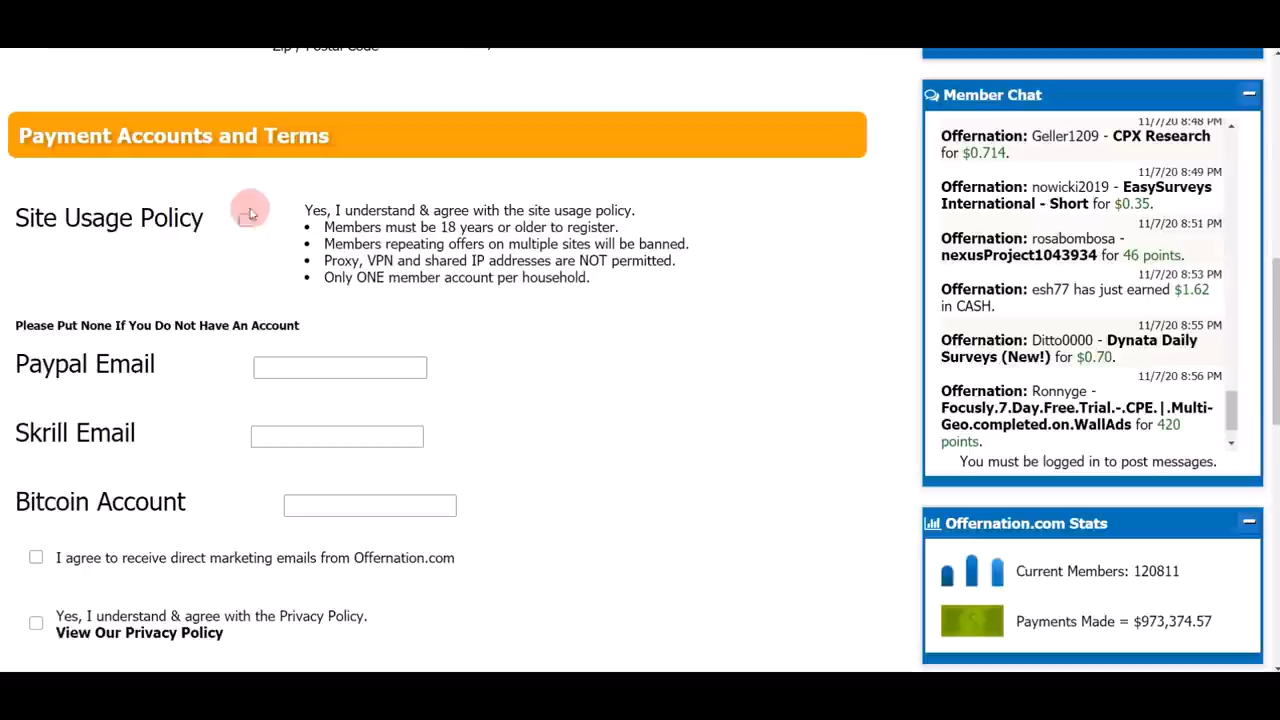 Zip / Postal Code
Payment Accounts and Terms
Site Usage Policy
Yes, I understand & agree with the site usage policy.
• Members must be 18 years or older to register.
• Members repeating offers on multiple sites will be banned.
• Proxy, VPN and shared IP addresses are NOT permitted.
• Only ONE member account per household.
Please Put None If You Do Not Have An Account
Paypal Email
Skrill Email
Bitcoin Account
I agree to receive direct marketing emails from Offernation.com
Yes, I understand & agree with the Privacy Policy.
View Our Privacy Policy
Member Chat
11/7/20 8:48 PM
Offernation: Geller1209 - CPX Research
for $0.714.
11/7/20 8:49 PM
Offernation: nowicki2019 - EasySurveys
International - Short for $0.35.
11/7/20 8:51 PM
Offernation: rosabombosa -
nexusProject1043934 for 46 points.
11/7/20 8:53 PM
Offernation: esh77 has just earned $1.62
in CASH.
11/7/20 8:55 PM
Offernation: Ditto0000 - Dynata Daily
Surveys (New!) for $0.70.
11/7/20 8:56 PM
Offernation: Ronnyge -
Focusly.7.Day.Free.Trial.-.CPE.|.Multi-
Geo.completed.on.WallAds for 420
points.
You must be logged in to post messages.
Offernation.com Stats
Current Members: 120811
Payments Made = $973,374.57